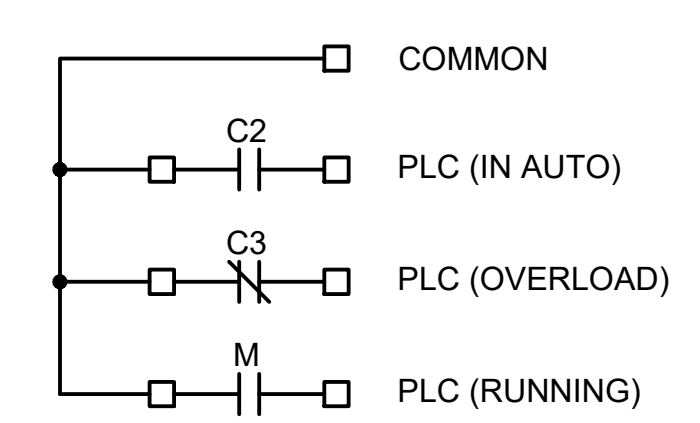 COMMON
C2
PLC (IN AUTO)
C3
PLC (OVERLOAD)
M
PLC (RUNNING)